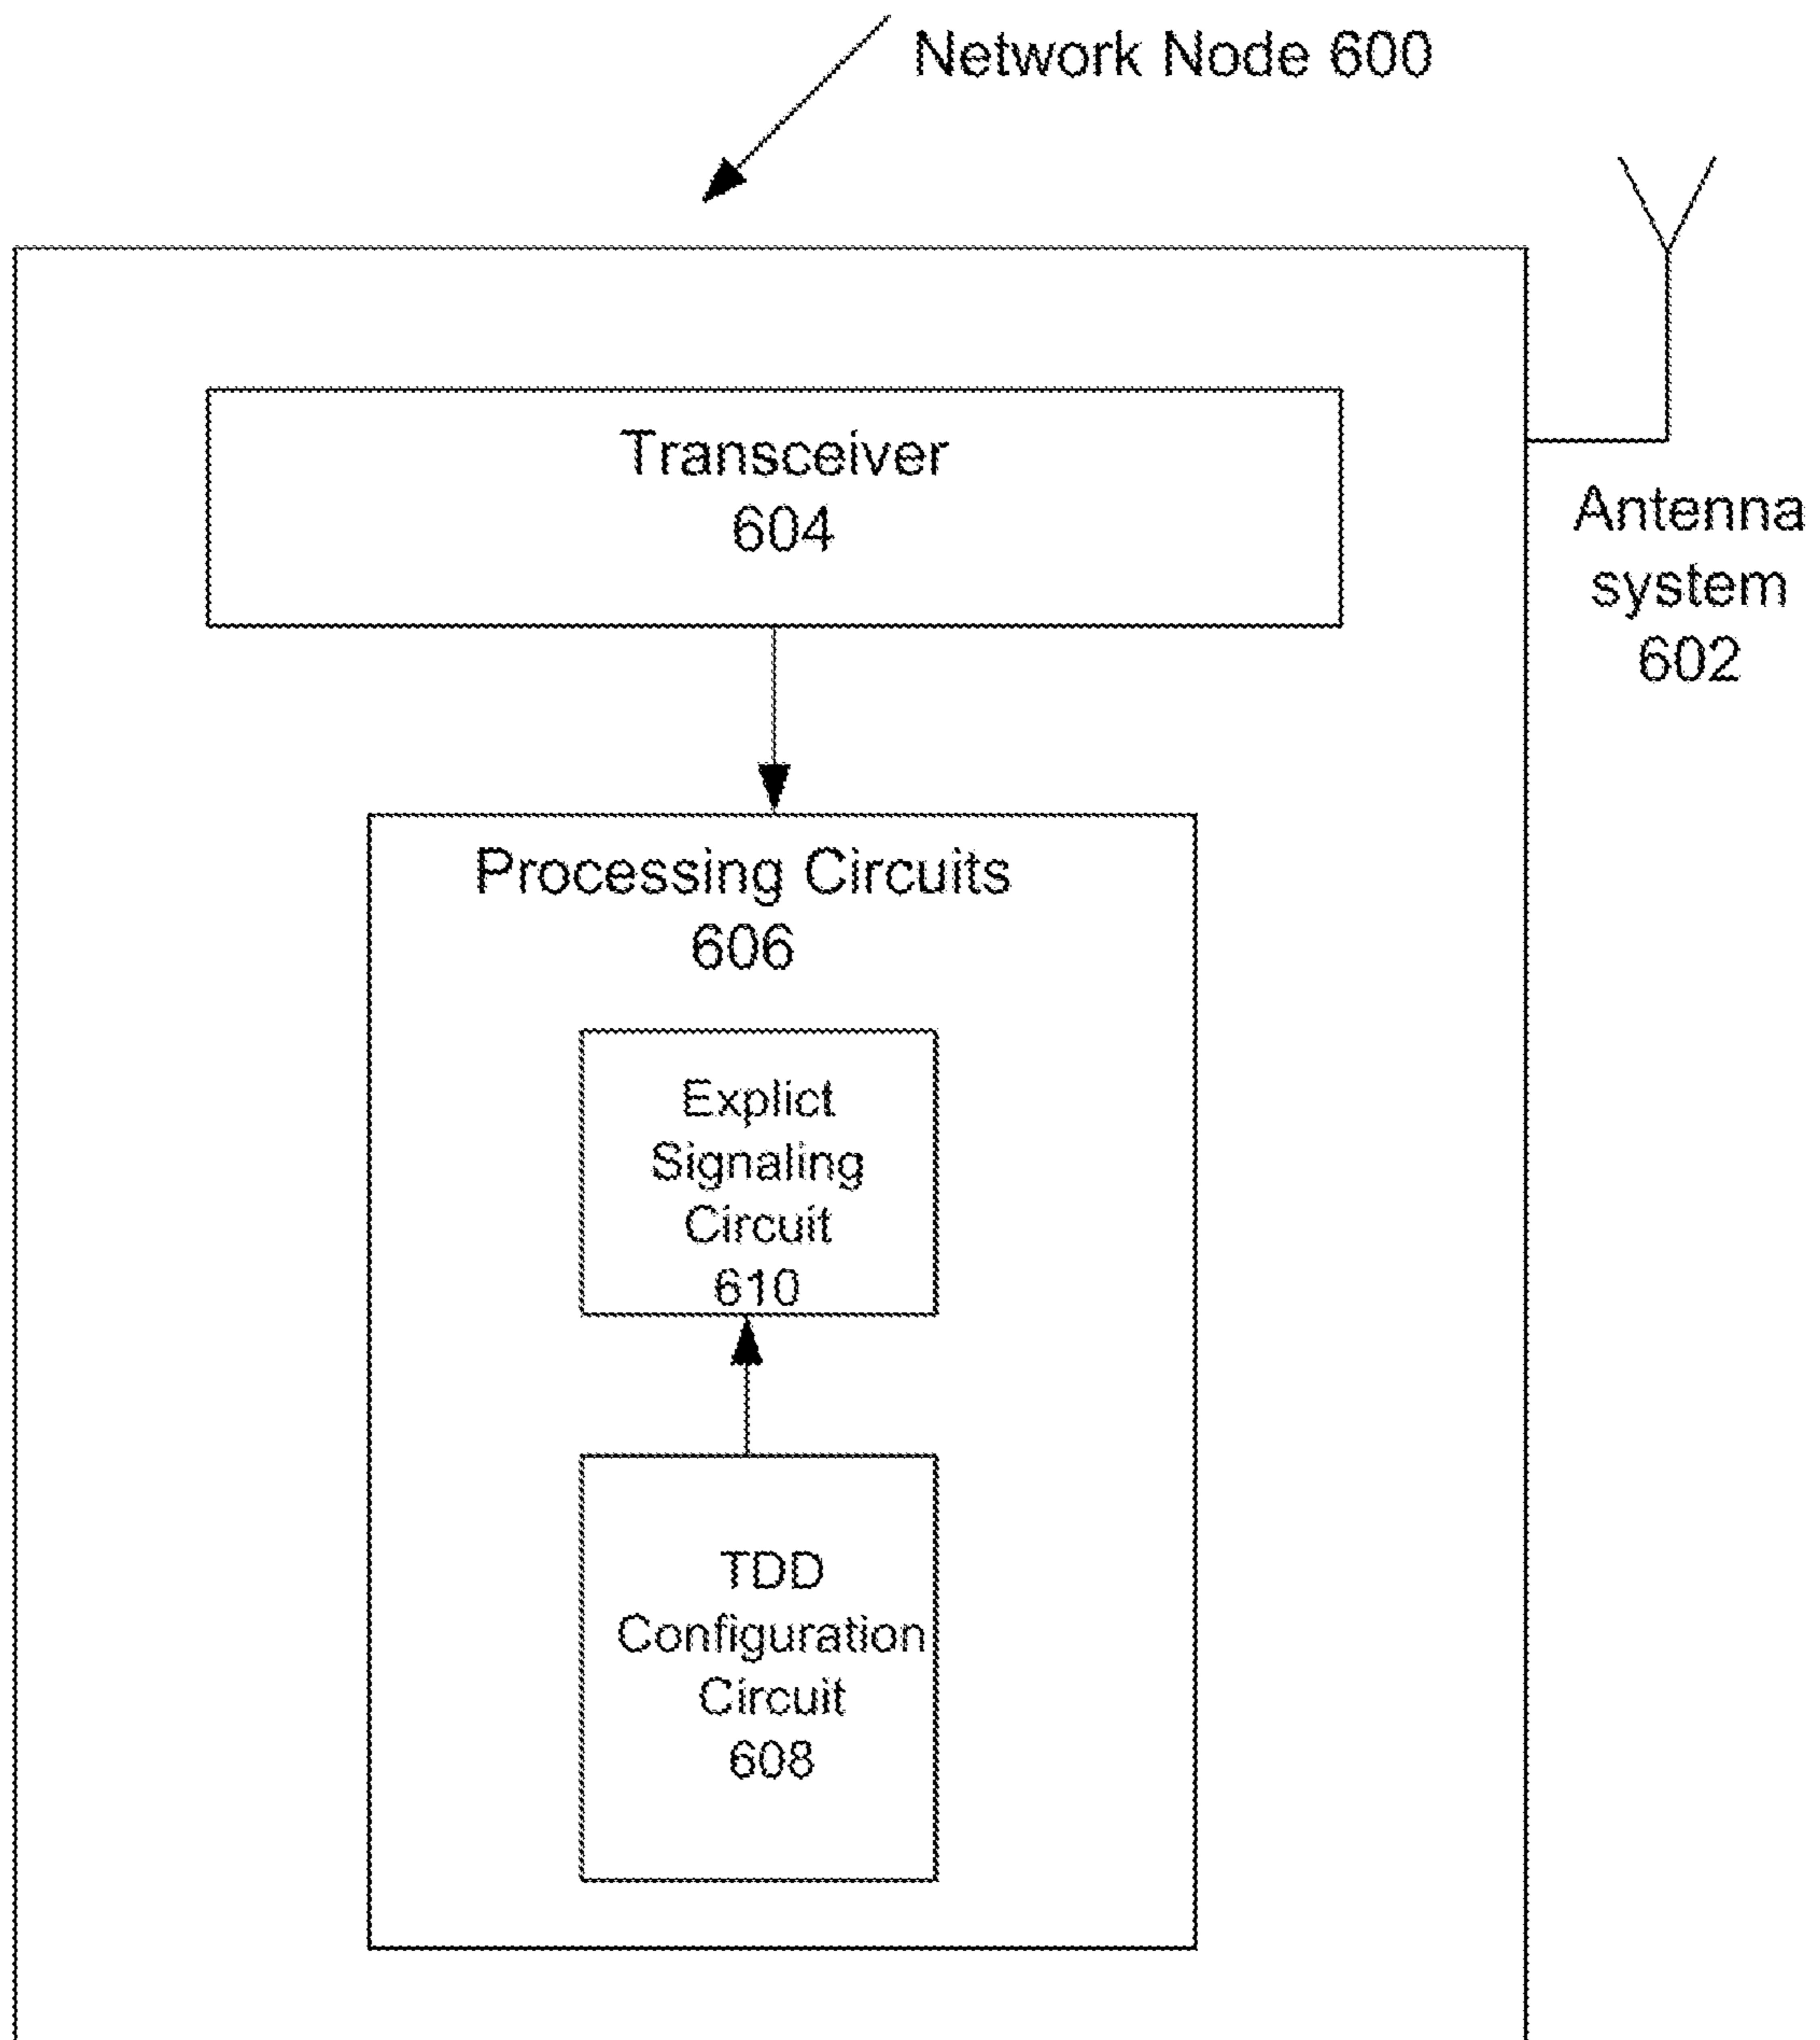 Network Node 600
Transceiver
604
Antenna
system
602
Processing Circuits
606
Explict
Signaling
Circuit
610
TDD
Configuration
Circuit
608